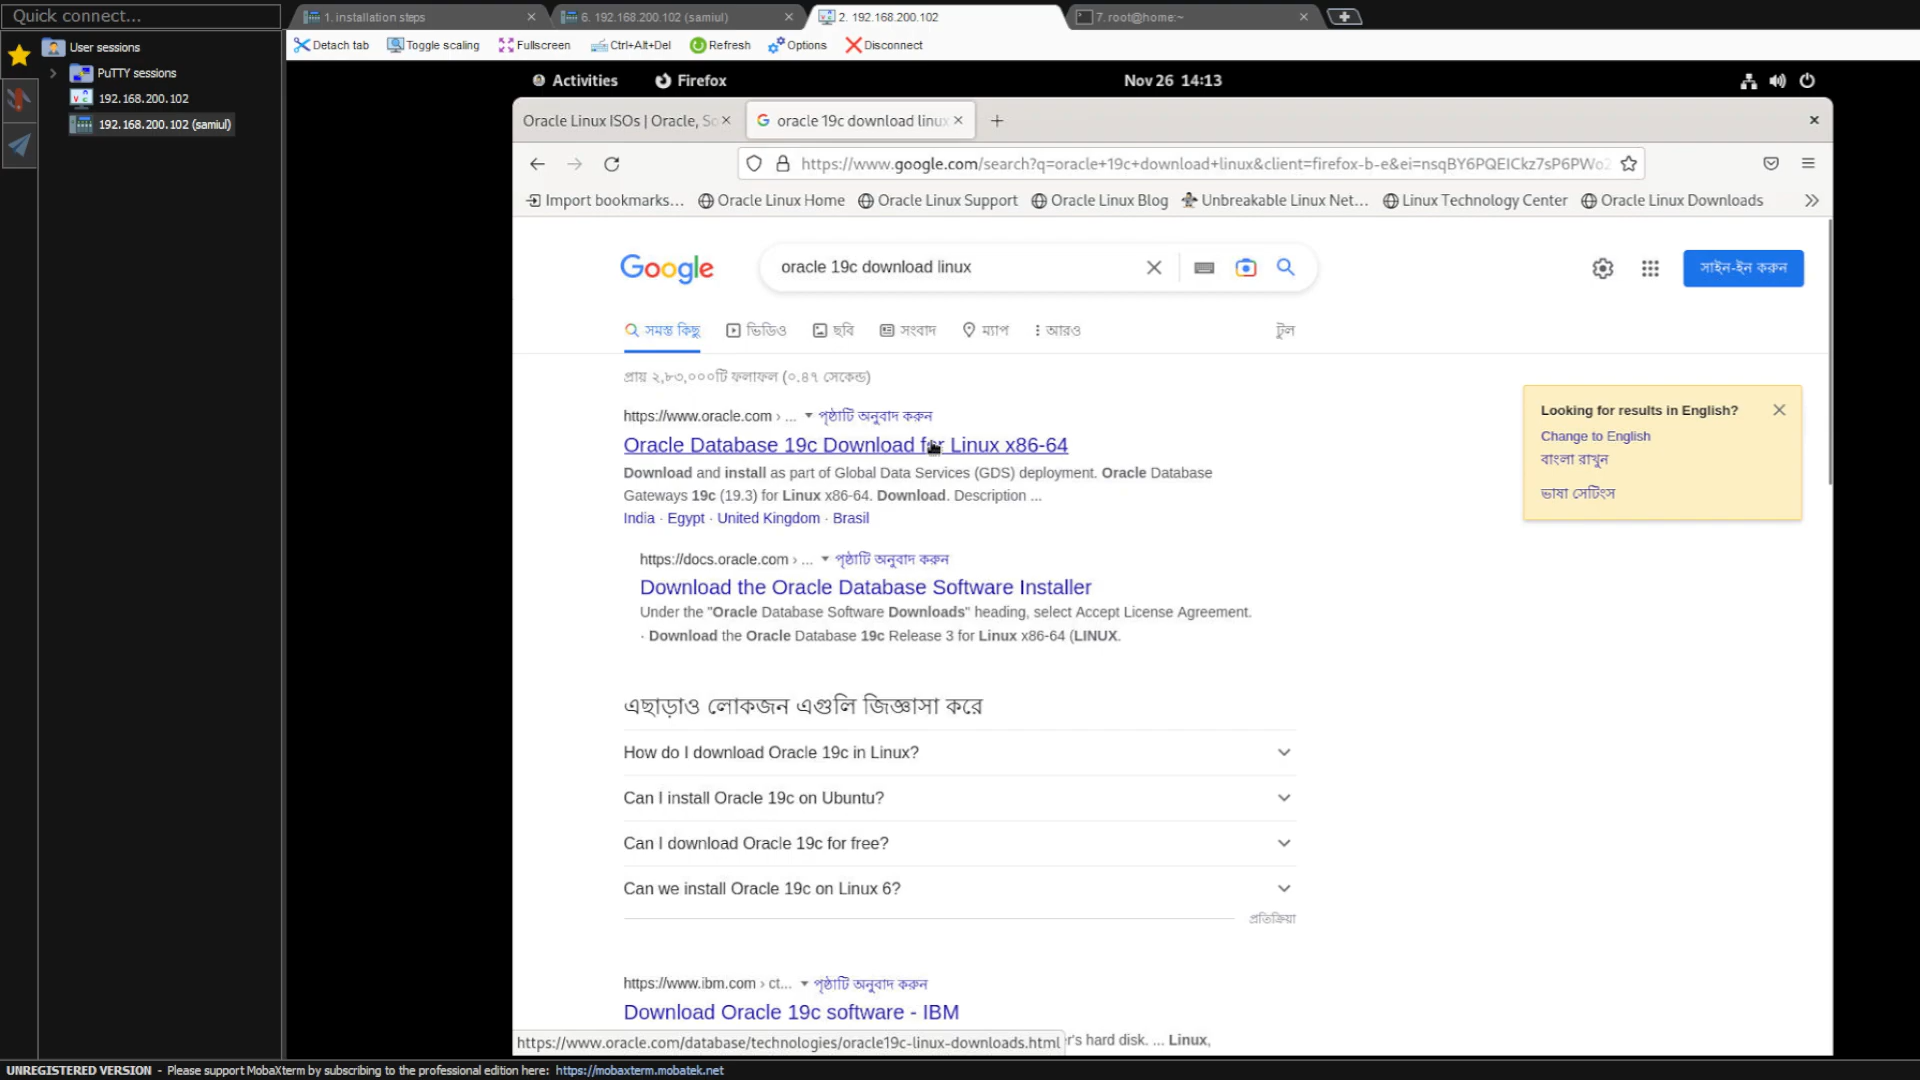 Quick connect...
1. installation steps
6. 192.168.200.102 (samiul)
2. 192.168.200.102
7. root@home:~
User sessions
PuTTY sessions
192.168.200.102
192.168.200.102 (samiul)
Detach tab
Toggle scaling
Fullscreen
Ctrl+Alt+Del
Refresh
Options
Disconnect
Activities
Firefox
Nov 26 14:13
Oracle Linux ISOs | Oracle, So
oracle 19c download linux
https://www.google.com/search?q=oracle+19c+download+linux&client=firefox-b-e&ei=nsqBY6PQEICkz7sP6PWo2
Import bookmarks...
Oracle Linux Home
Oracle Linux Support
Oracle Linux Blog
Unbreakable Linux Net...
Linux Technology Center
Oracle Linux Downloads
Google
oracle 19c download linux
সাইন-ইন করুন
সমস্ত কিছু
ভিডিও
ছবি
সংবাদ
ম্যাপ
আরও
টুল
প্রায় ২,৮৩,০০০টি ফলাফল (০.৪৭ সেকেন্ড)
https://www.oracle.com › ... পৃষ্ঠাটি অনুবাদ করুন
Oracle Database 19c Download for Linux x86-64
Download and install as part of Global Data Services (GDS) deployment. Oracle Database
Gateways 19c (19.3) for Linux x86-64. Download. Description ...
India · Egypt · United Kingdom · Brasil
https://docs.oracle.com › ... পৃষ্ঠাটি অনুবাদ করুন
Download the Oracle Database Software Installer
Under the "Oracle Database Software Downloads" heading, select Accept License Agreement.
· Download the Oracle Database 19c Release 3 for Linux x86-64 (LINUX.
Looking for results in English?
Change to English
বাংলা রাখুন
ভাষা সেটিংস
এছাড়াও লোকজন এগুলি জিজ্ঞাসা করে
How do I download Oracle 19c in Linux?
Can I install Oracle 19c on Ubuntu?
Can I download Oracle 19c for free?
Can we install Oracle 19c on Linux 6?
প্রতিক্রিয়া
https://www.ibm.com › ct... পৃষ্ঠাটি অনুবাদ করুন
Download Oracle 19c software - IBM
https://www.oracle.com/database/technologies/oracle19c-linux-downloads.html
r's hard disk. ... Linux,
UNREGISTERED VERSION - Please support MobaXterm by subscribing to the professional edition here: https://mobaxterm.mobatek.net